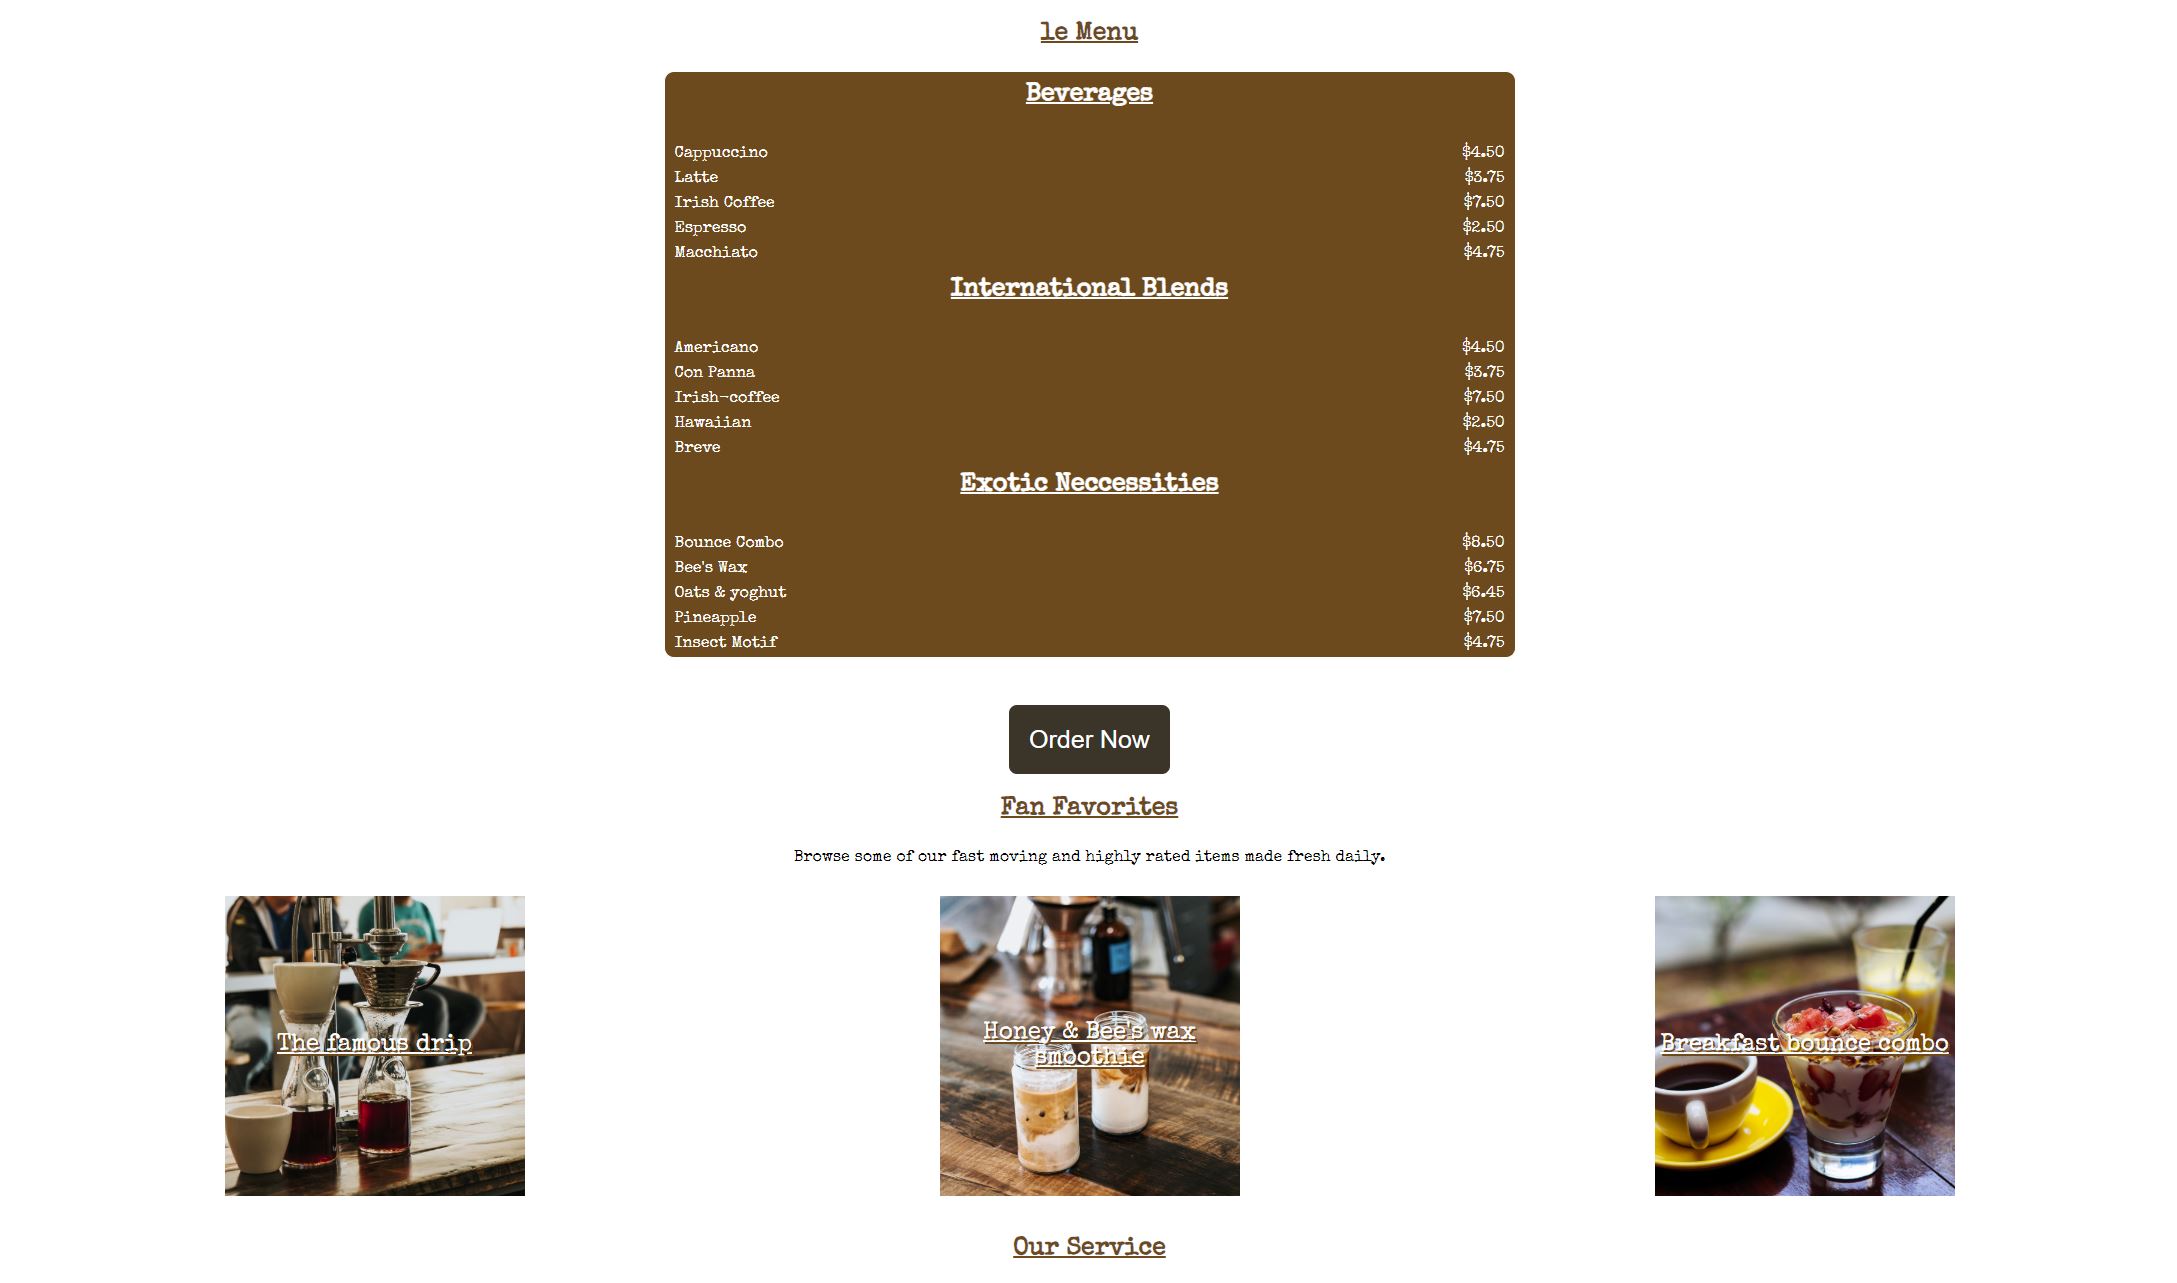 le Menu
Beverages
Cappuccino $4.50
Latte $3.75
Irish Coffee $7.50
Espresso $2.50
Macchiato $4.75
International Blends
Americano $4.50
Con Panna $3.75
Irish-coffee $7.50
Hawaiian $2.50
Breve $4.75
Exotic Neccessities
Bounce Combo $8.50
Bee's Wax $6.75
Oats & yoghut $6.45
Pineapple $7.50
Insect Motif $4.75
Order Now
Fan Favorites
Browse some of our fast moving and highly rated items made fresh daily.
The famous drip
Honey & Bee's wax
smoothie
Breakfast bounce combo
Our Service